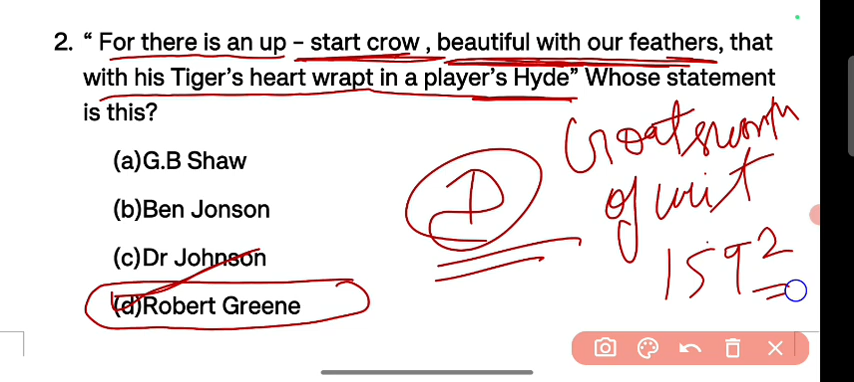 2. “ For there is an up – start crow , beautiful with our feathers, that
with his Tiger’s heart wrapt in a player’s Hyde” Whose statement
is this?
(a)G.B Shaw
(b)Ben Jonson
(c)Dr Johnson
(d)Robert Greene
D
Groatsworth
of wit
1592